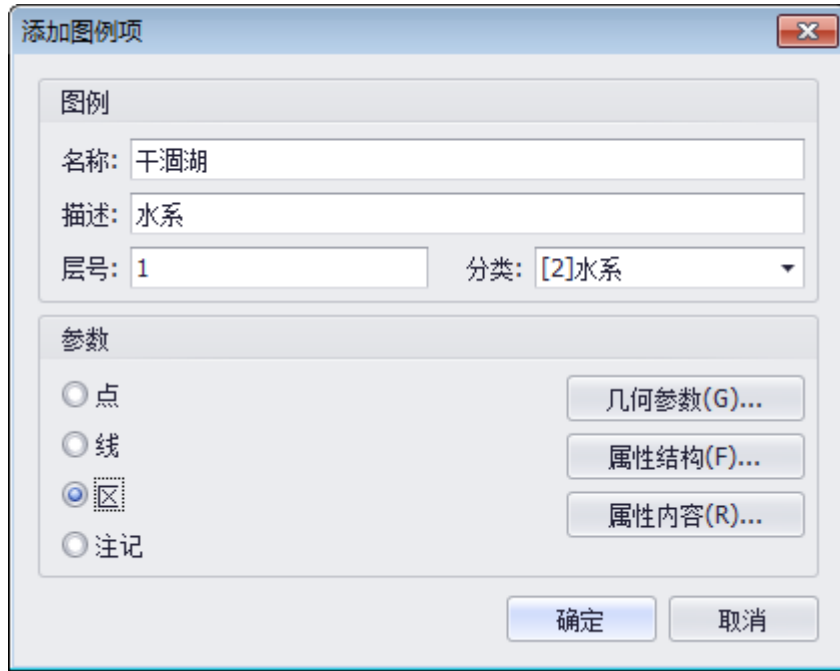 添加图例项
图例
名称: 干涸湖
描述: 水系
层号: 1 分类: [2]水系
参数
点
几何参数(G)...
线
属性结构(F)...
区
属性内容(R)...
注记
确定 取消